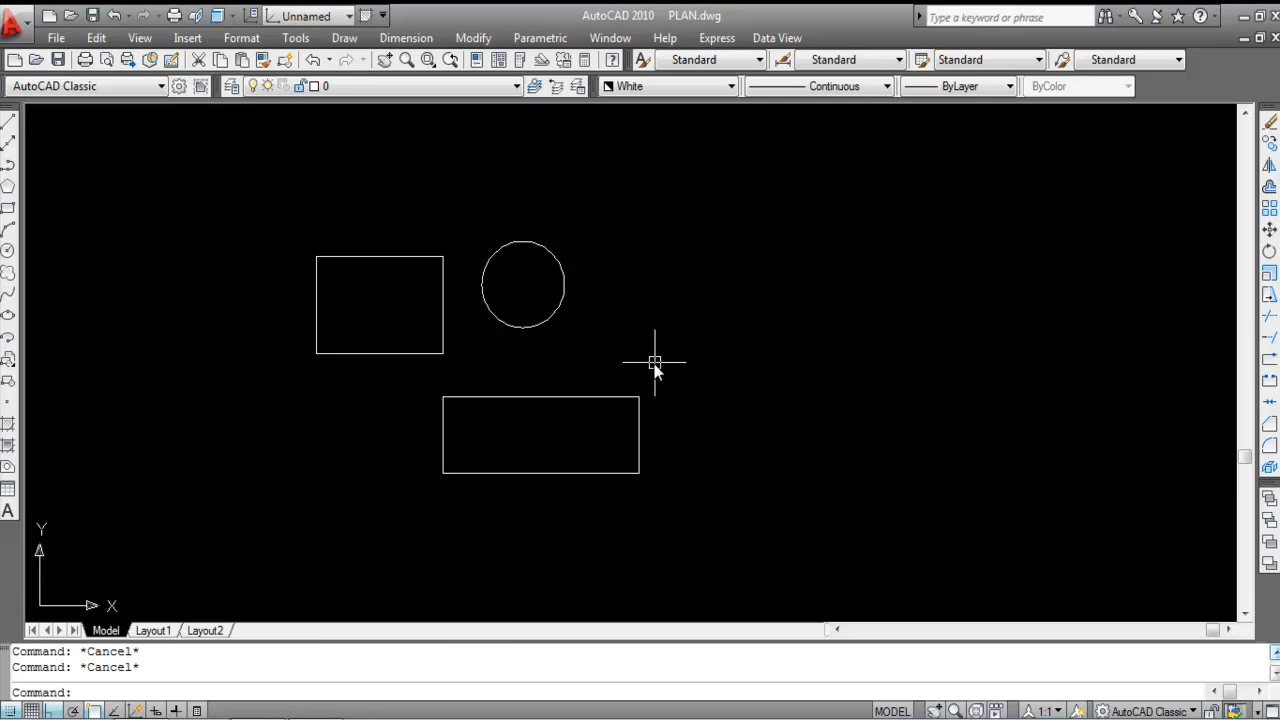 Unnamed AutoCAD 2010 PLAN.dwg Type a keyword or phrase
File Edit View Insert Format Tools Draw Dimension Modify Parametric Window Help Express Data View
Standard Standard Standard Standard
AutoCAD Classic 0 White Continuous ByLayer ByColor
A
Y
X
Model Layout1 Layout2
Command: *Cancel*
Command: *Cancel*
Command:
MODEL 1:1 AutoCAD Classic